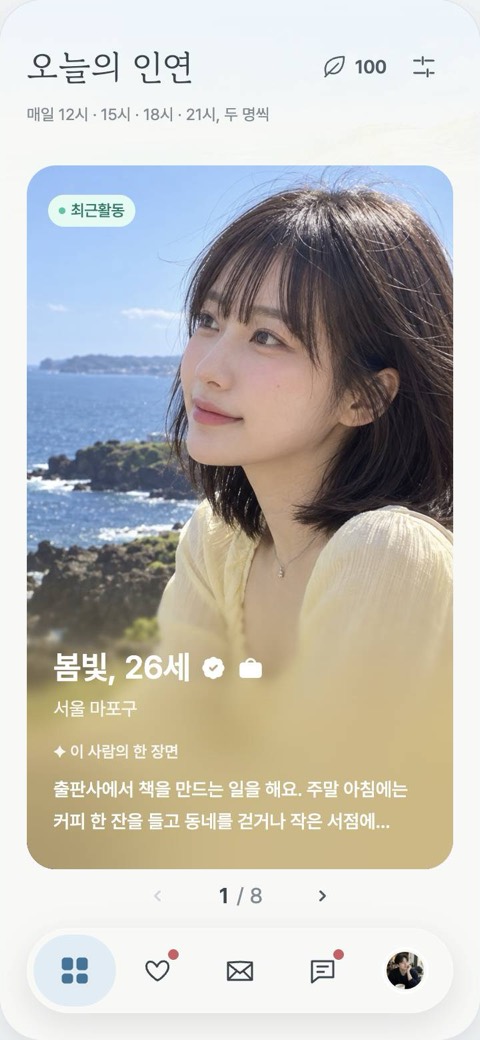 오늘의 인연
100
매일 12시 · 15시 · 18시 · 21시, 두 명씩
최근활동
봄빛, 26세
서울 마포구
이 사람의 한 장면
출판사에서 책을 만드는 일을 해요. 주말 아침에는
커피 한 잔을 들고 동네를 걷거나 작은 서점에...
1 / 8